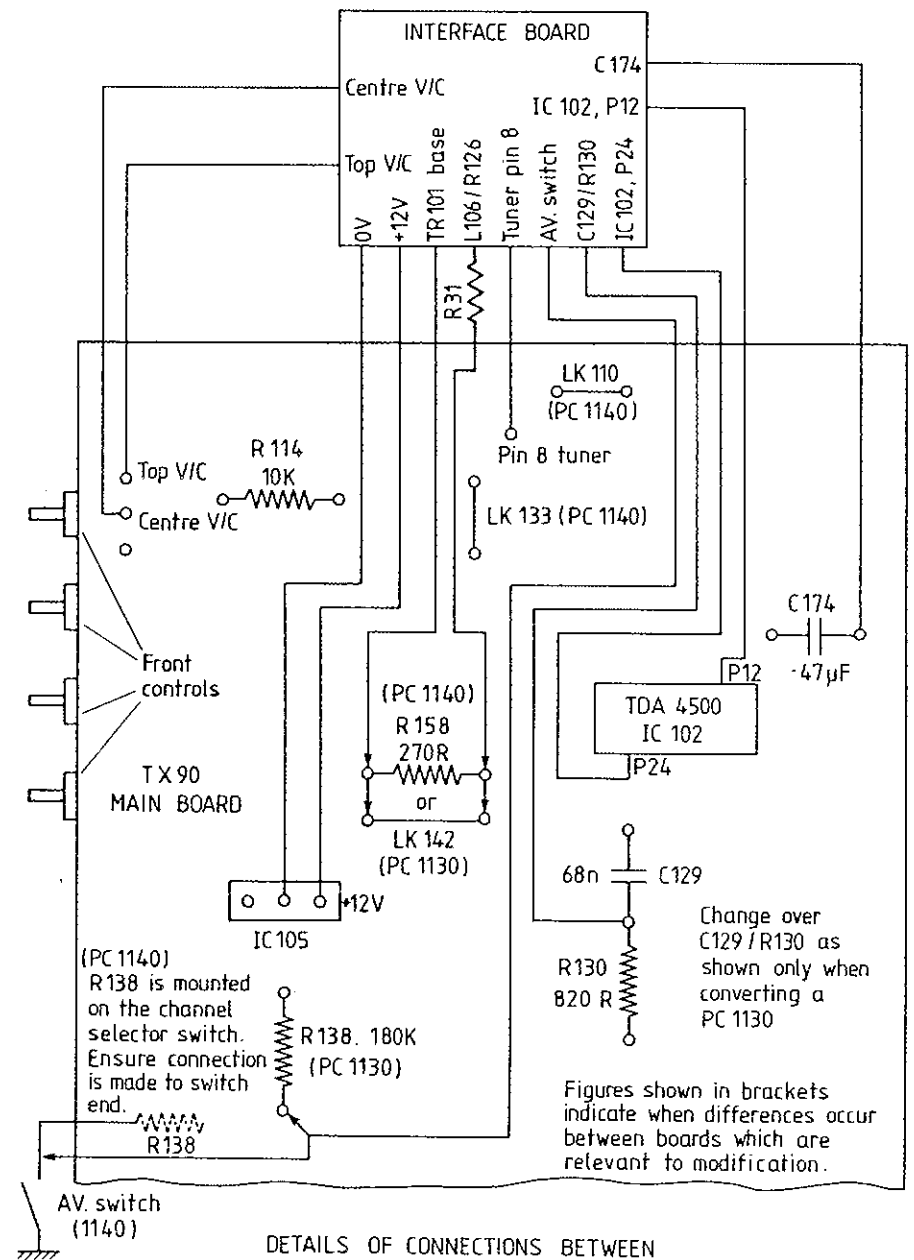 INTERFACE BOARD
C174
Centre V/C
IC 102, P12
Top V/C
0V
+12V
TR101 base
L106/R126
Tuner pin 8
AV. switch
C129/R130
IC102, P24
R31
LK 110
(PC 1140)
Pin 8 tuner
R 114
10K
Top V/C
Centre V/C
LK 133 (PC 1140)
C174
·47µF
Front
controls
P12
TDA 4500
IC 102
P24
(PC 1140)
R 158
270R
or
LK 142
(PC 1130)
TX90
MAIN BOARD
68n
C129
+12V
IC105
Change over
C129/R130 as
shown only when
converting a
PC 1130
R130
820 R
(PC 1140)
R138 is mounted
on the channel
selector switch.
Ensure connection
is made to switch
end.
R138. 180K
(PC 1130)
R138
Figures shown in brackets
indicate when differences occur
between boards which are
relevant to modification.
AV. switch
(1140)
DETAILS OF CONNECTIONS BETWEEN